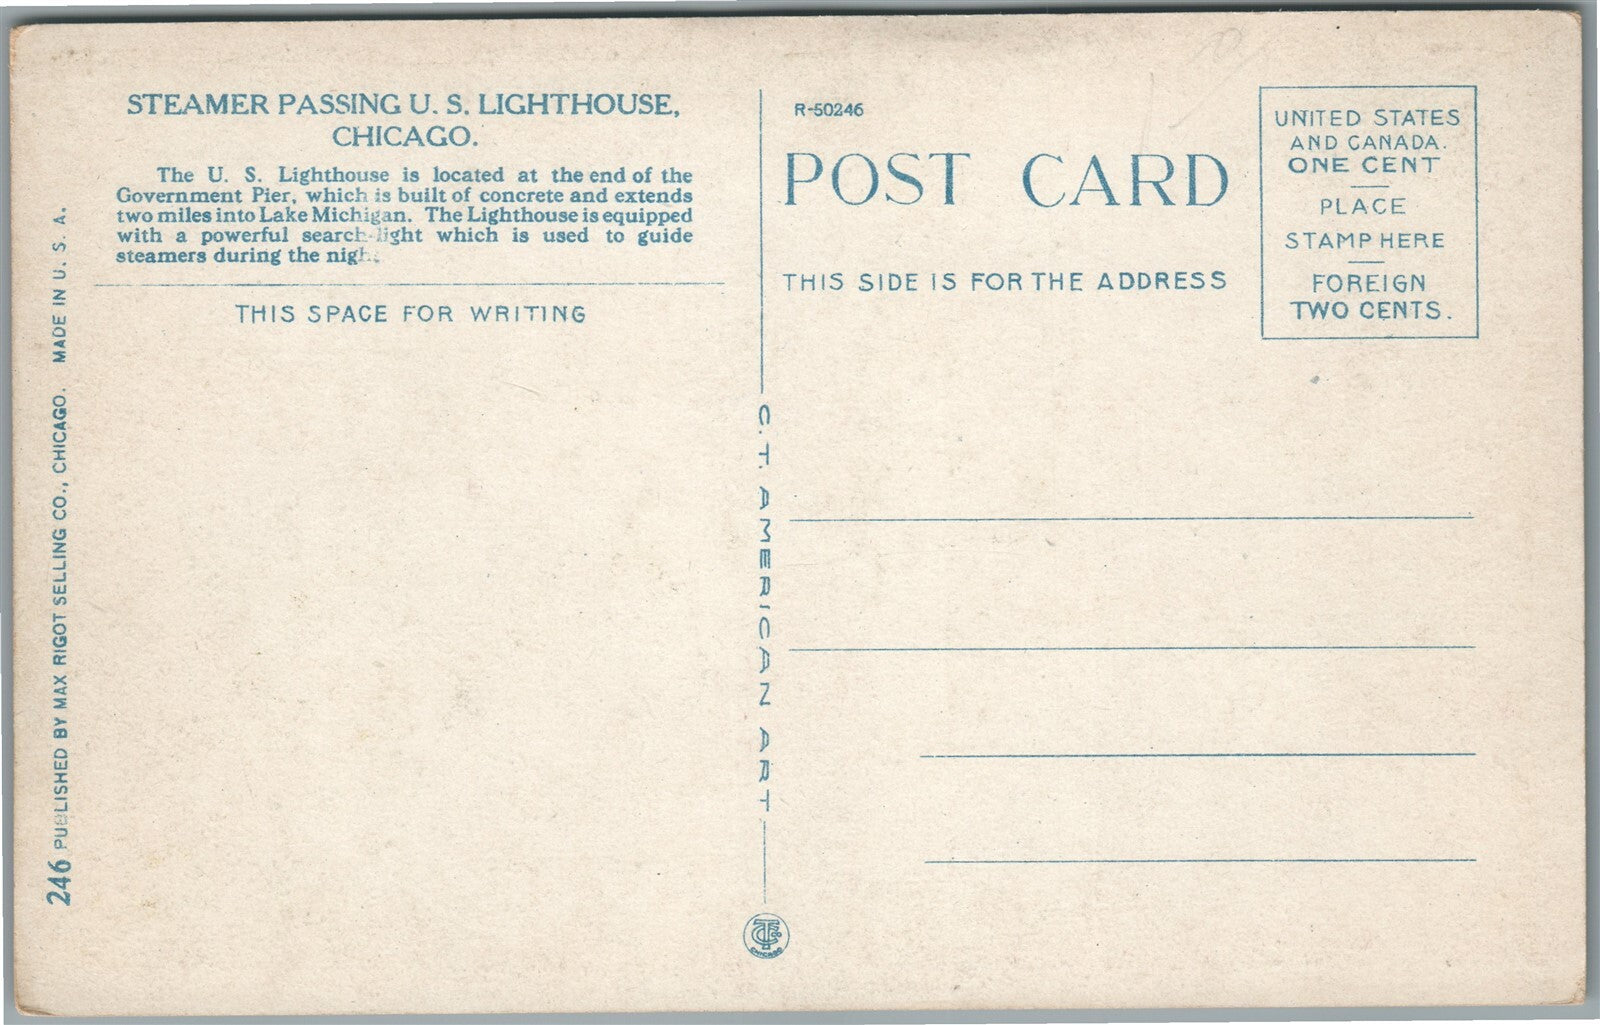 STEAMER PASSING U. S. LIGHTHOUSE,
CHICAGO.
The U. S. Lighthouse is located at the end of the
Government Pier, which is built of concrete and extends
two miles into Lake Michigan. The Lighthouse is equipped
with a powerful search-light which is used to guide
steamers during the night.
THIS SPACE FOR WRITING
246 PUBLISHED BY MAX RIGOT SELLING CO., CHICAGO. MADE IN U. S. A.
C. T. AMERICAN ART
CHICAGO
R-50246
POST CARD
THIS SIDE IS FOR THE ADDRESS
UNITED STATES
AND CANADA.
ONE CENT
PLACE
STAMP HERE
FOREIGN
TWO CENTS.